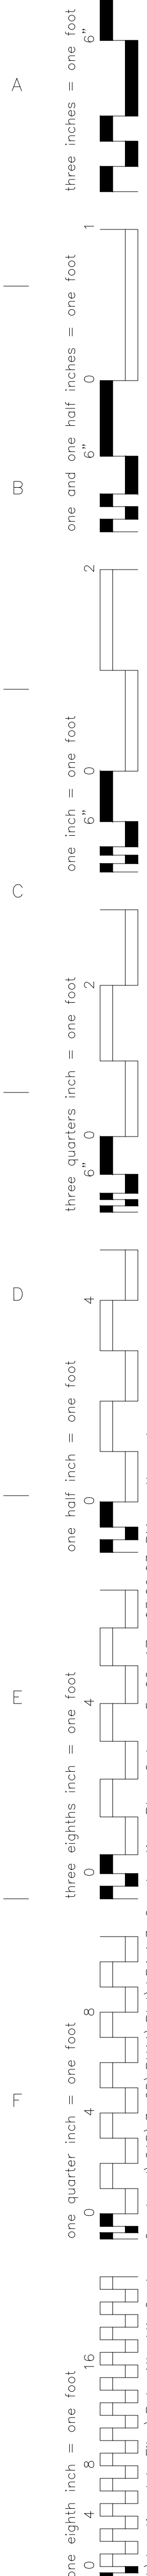 A
three inches = one foot
6"
one and one half inches = one foot
1
0
6"
B
one inch = one foot
2
0
6"
C
three quarters inch = one foot
2
0
6"
D
one half inch = one foot
4
0
E
three eighths inch = one foot
4
0
F
one quarter inch = one foot
8
4
0
one eighth inch = one foot
16
8
4
0